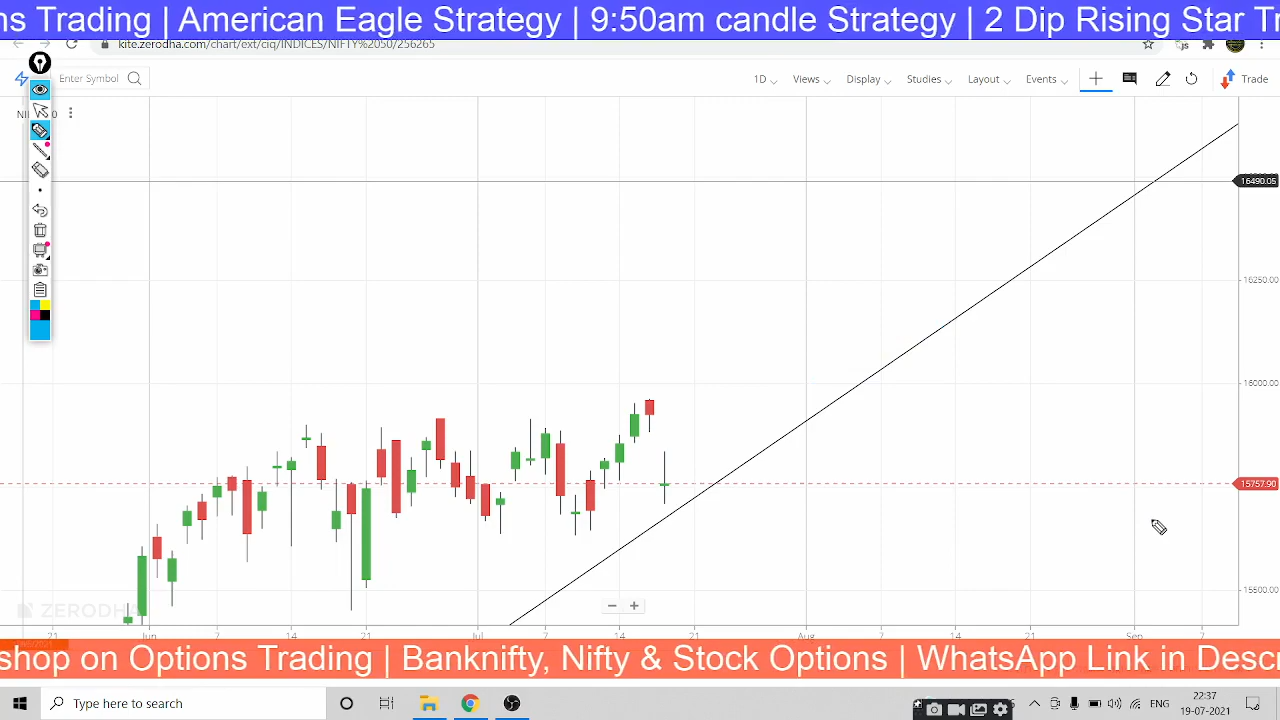 ns Trading | American Eagle Strategy | 9:50am candle Strategy | 2 Dip Rising Star Tr
kite.zerodha.com/chart/ext/ciq/INDICES/NIFTY%2050/256265
Enter Symbol
1D Views Display Studies Layout Events Trade
16490.05
16250.00
16000.00
15757.90
15500.00
ZERODHA
21 Jun 7 14 21 Jul 7 14 21 Aug 7 14 21 Sep 7
shop on Options Trading | Banknifty, Nifty & Stock Options | WhatsApp Link in Descr
Type here to search
ENG
22:37
19-07-2021